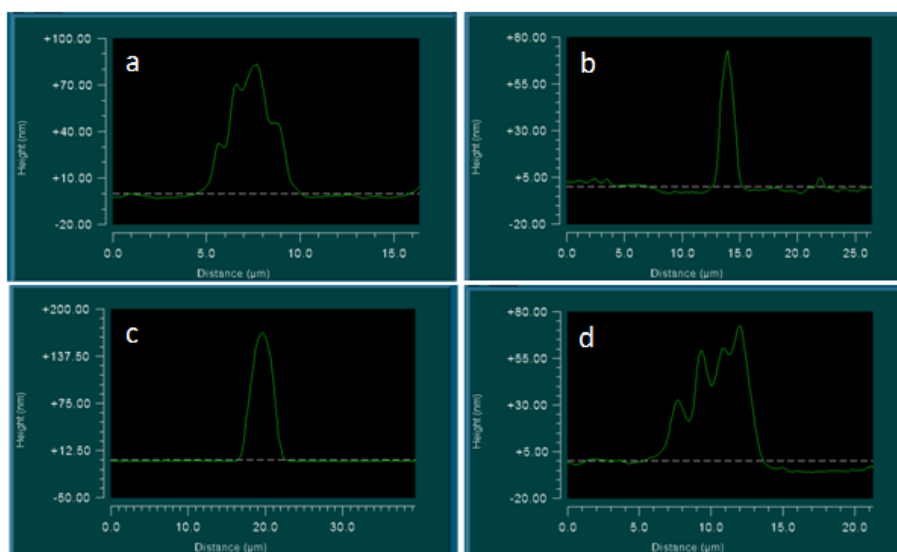 a
+100.00
+70.00
+40.00
+10.00
-20.00
Height (nm)
0.0 5.0 10.0 15.0
Distance (µm)
b
+80.00
+55.00
+30.00
+5.00
-20.00
Height (nm)
0.0 5.0 10.0 15.0 20.0 25.0
Distance (µm)
c
+200.00
+137.50
+75.00
+12.50
-50.00
Height (nm)
0.0 10.0 20.0 30.0
Distance (µm)
d
+80.00
+55.00
+30.00
+5.00
-20.00
Height (nm)
0.0 5.0 10.0 15.0 20.0
Distance (µm)